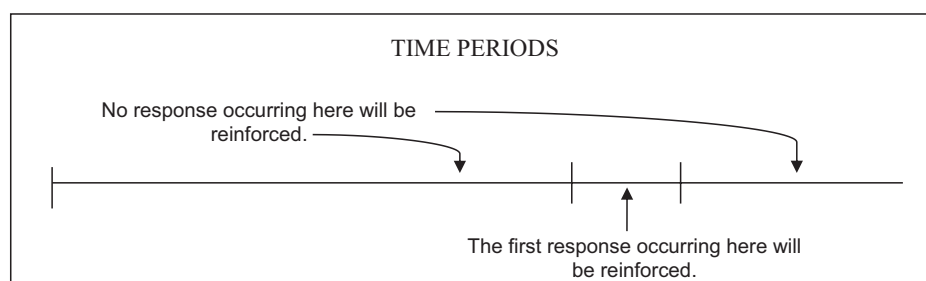 TIME PERIODS
No response occurring here will be
reinforced.
The first response occurring here will
be reinforced.